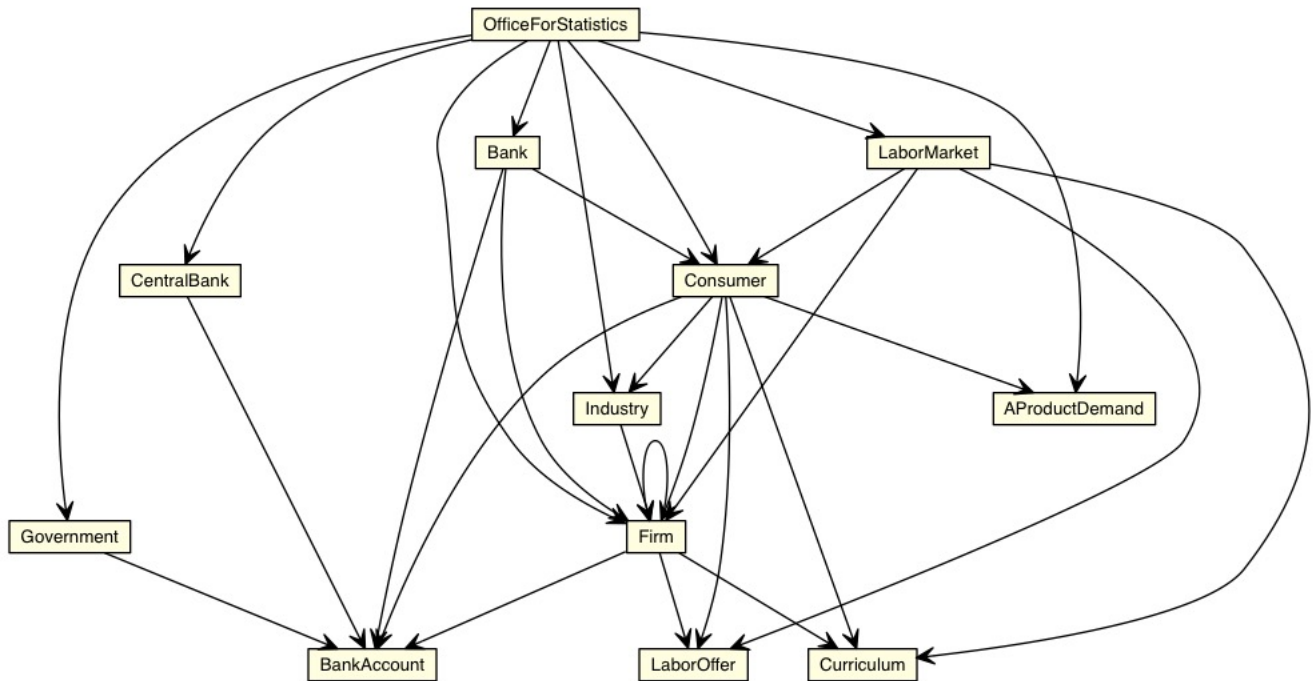 OfficeForStatistics
Bank
LaborMarket
CentralBank
Consumer
Industry
AProductDemand
Government
Firm
BankAccount
LaborOffer
Curriculum